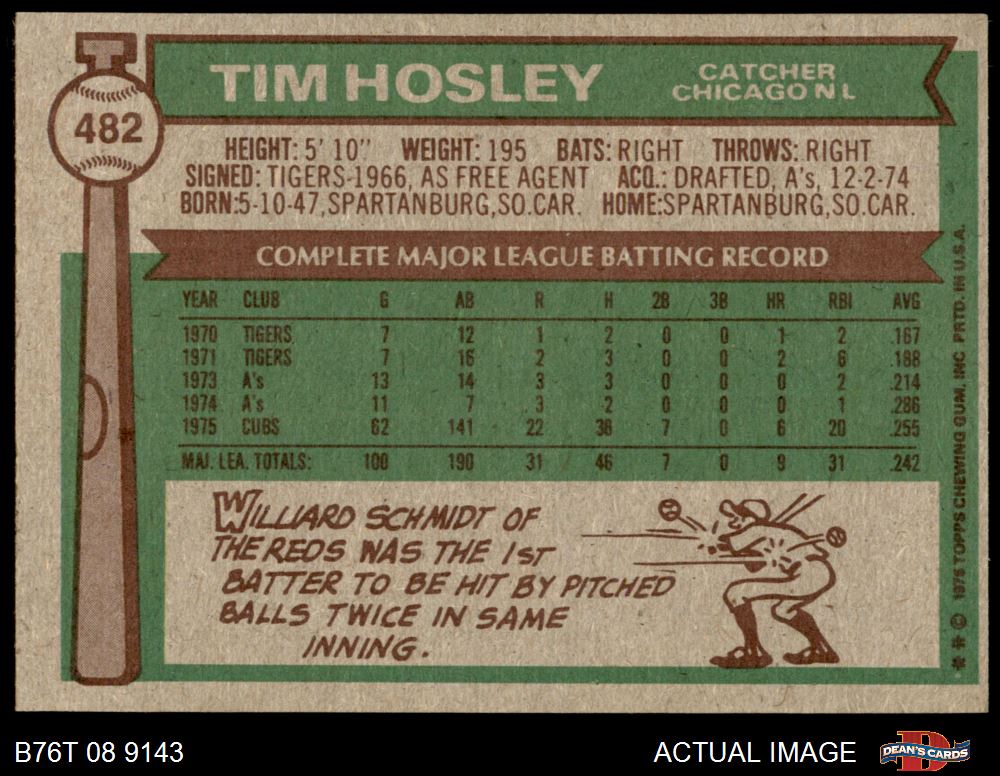 TIM HOSLEY
CATCHER
CHICAGO N L
482
HEIGHT: 5' 10" WEIGHT: 195 BATS: RIGHT THROWS: RIGHT
SIGNED: TIGERS-1966, AS FREE AGENT ACQ.: DRAFTED, A's, 12-2-74
BORN:5-10-47,SPARTANBURG,SO.CAR. HOME:SPARTANBURG,SO.CAR.
COMPLETE MAJOR LEAGUE BATTING RECORD
YEAR CLUB G AB R H 2B 3B HR RBI AVG
1970 TIGERS 7 12 1 2 0 0 1 2 .167
1971 TIGERS 7 16 2 3 0 0 2 6 .188
1973 A's 13 14 3 3 0 0 0 2 .214
1974 A's 11 7 3 2 0 0 0 1 .286
1975 CUBS 62 141 22 36 7 0 6 20 .255
MAJ. LEA. TOTALS: 100 190 31 46 7 0 9 31 .242
WILLIARD SCHMIDT OF
THE REDS WAS THE 1ST
BATTER TO BE HIT BY PITCHED
BALLS TWICE IN SAME
INNING.
** © 1976 TOPPS CHEWING GUM, INC PRTD. IN U.S.A.
B76T 08 9143
ACTUAL IMAGE
DEAN'S CARDS